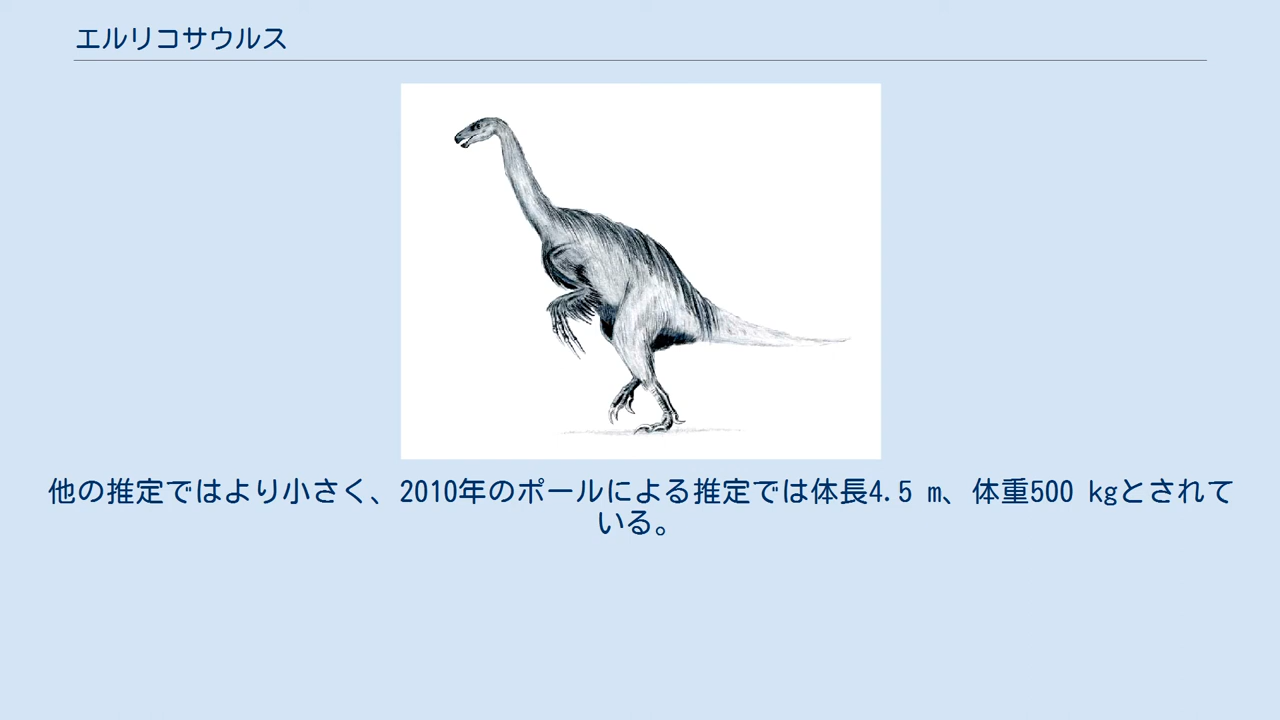 エルリコサウルス
他の推定ではより小さく、2010年のポールによる推定では体長4.5 m、体重500 kgとされて
いる。